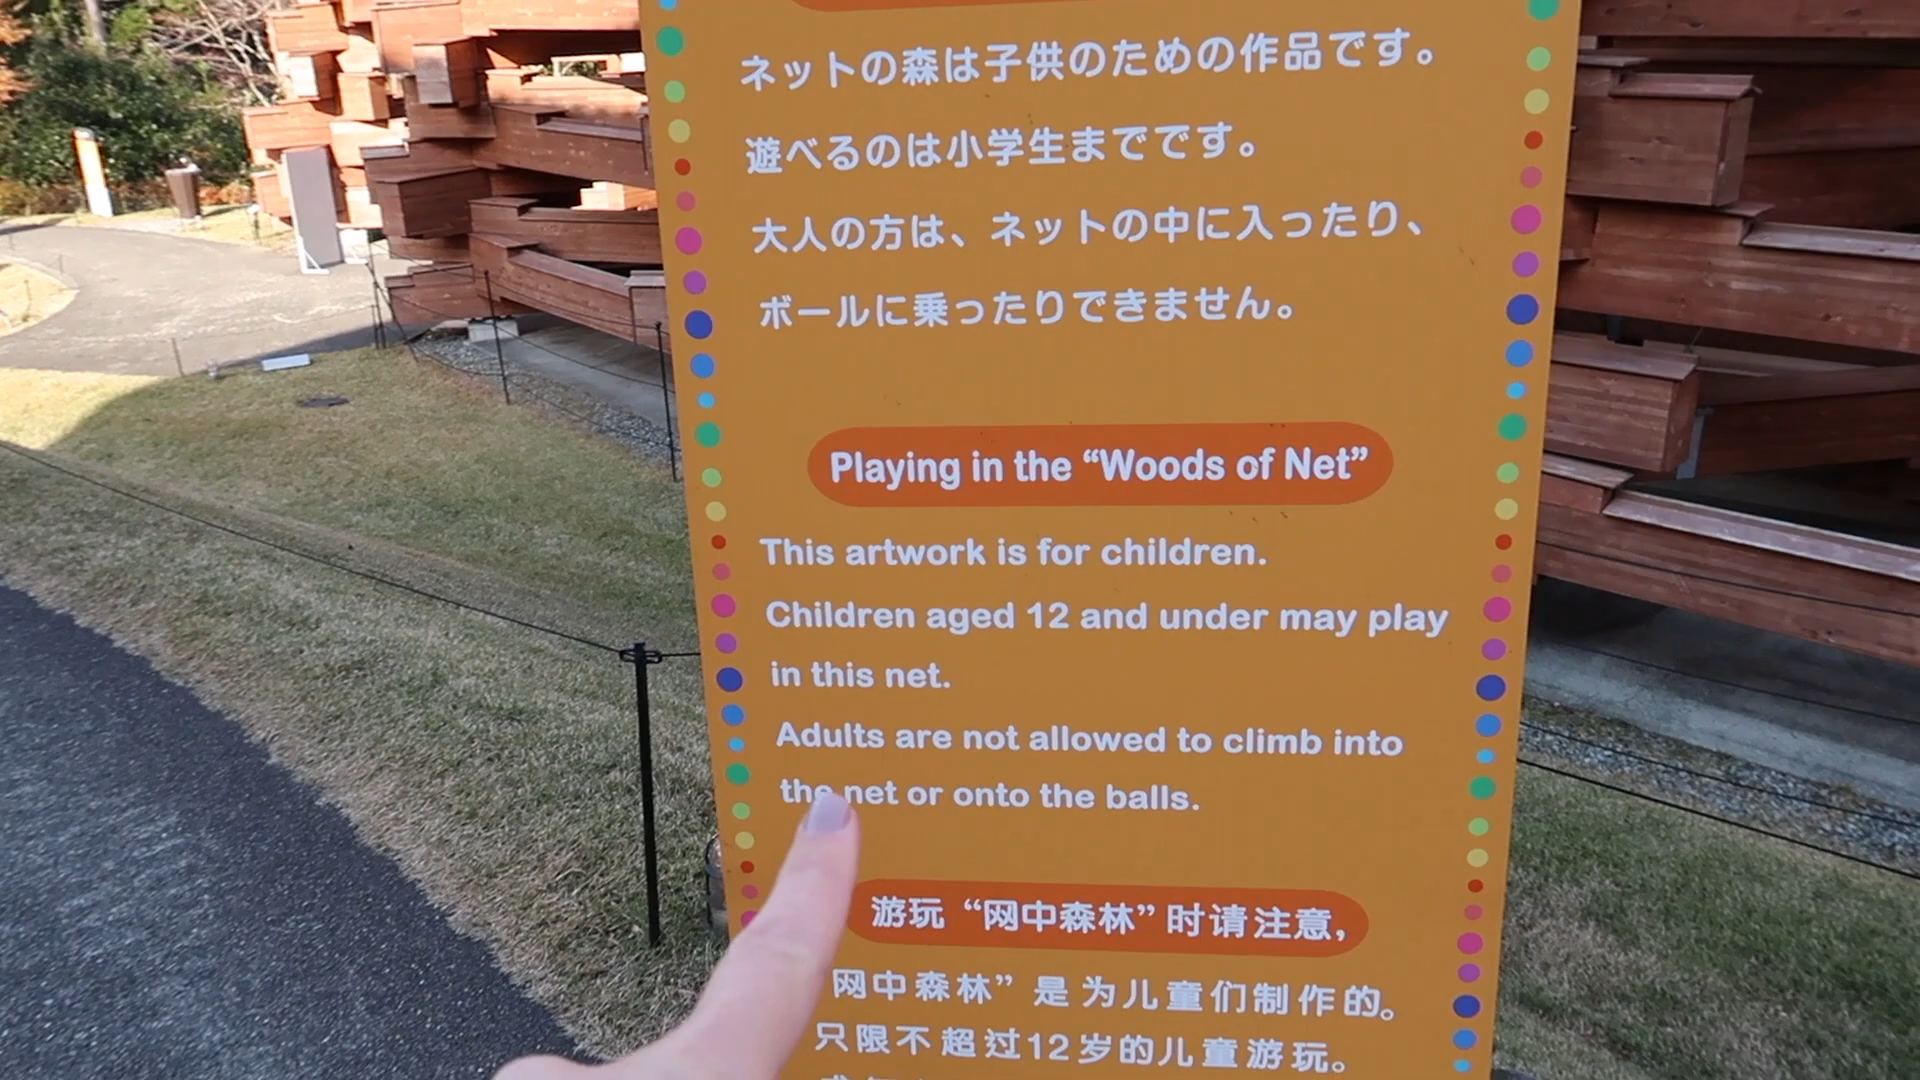 ネットの森は子供のための作品です。
遊べるのは小学生までです。
大人の方は、ネットの中に入ったり、
ボールに乗ったりできません。
Playing in the “Woods of Net”
This artwork is for children.
Children aged 12 and under may play
in this net.
Adults are not allowed to climb into
the net or onto the balls.
游玩“网中森林”时请注意，
网中森林”是为儿童们制作的。
只限不超过12岁的儿童游玩。